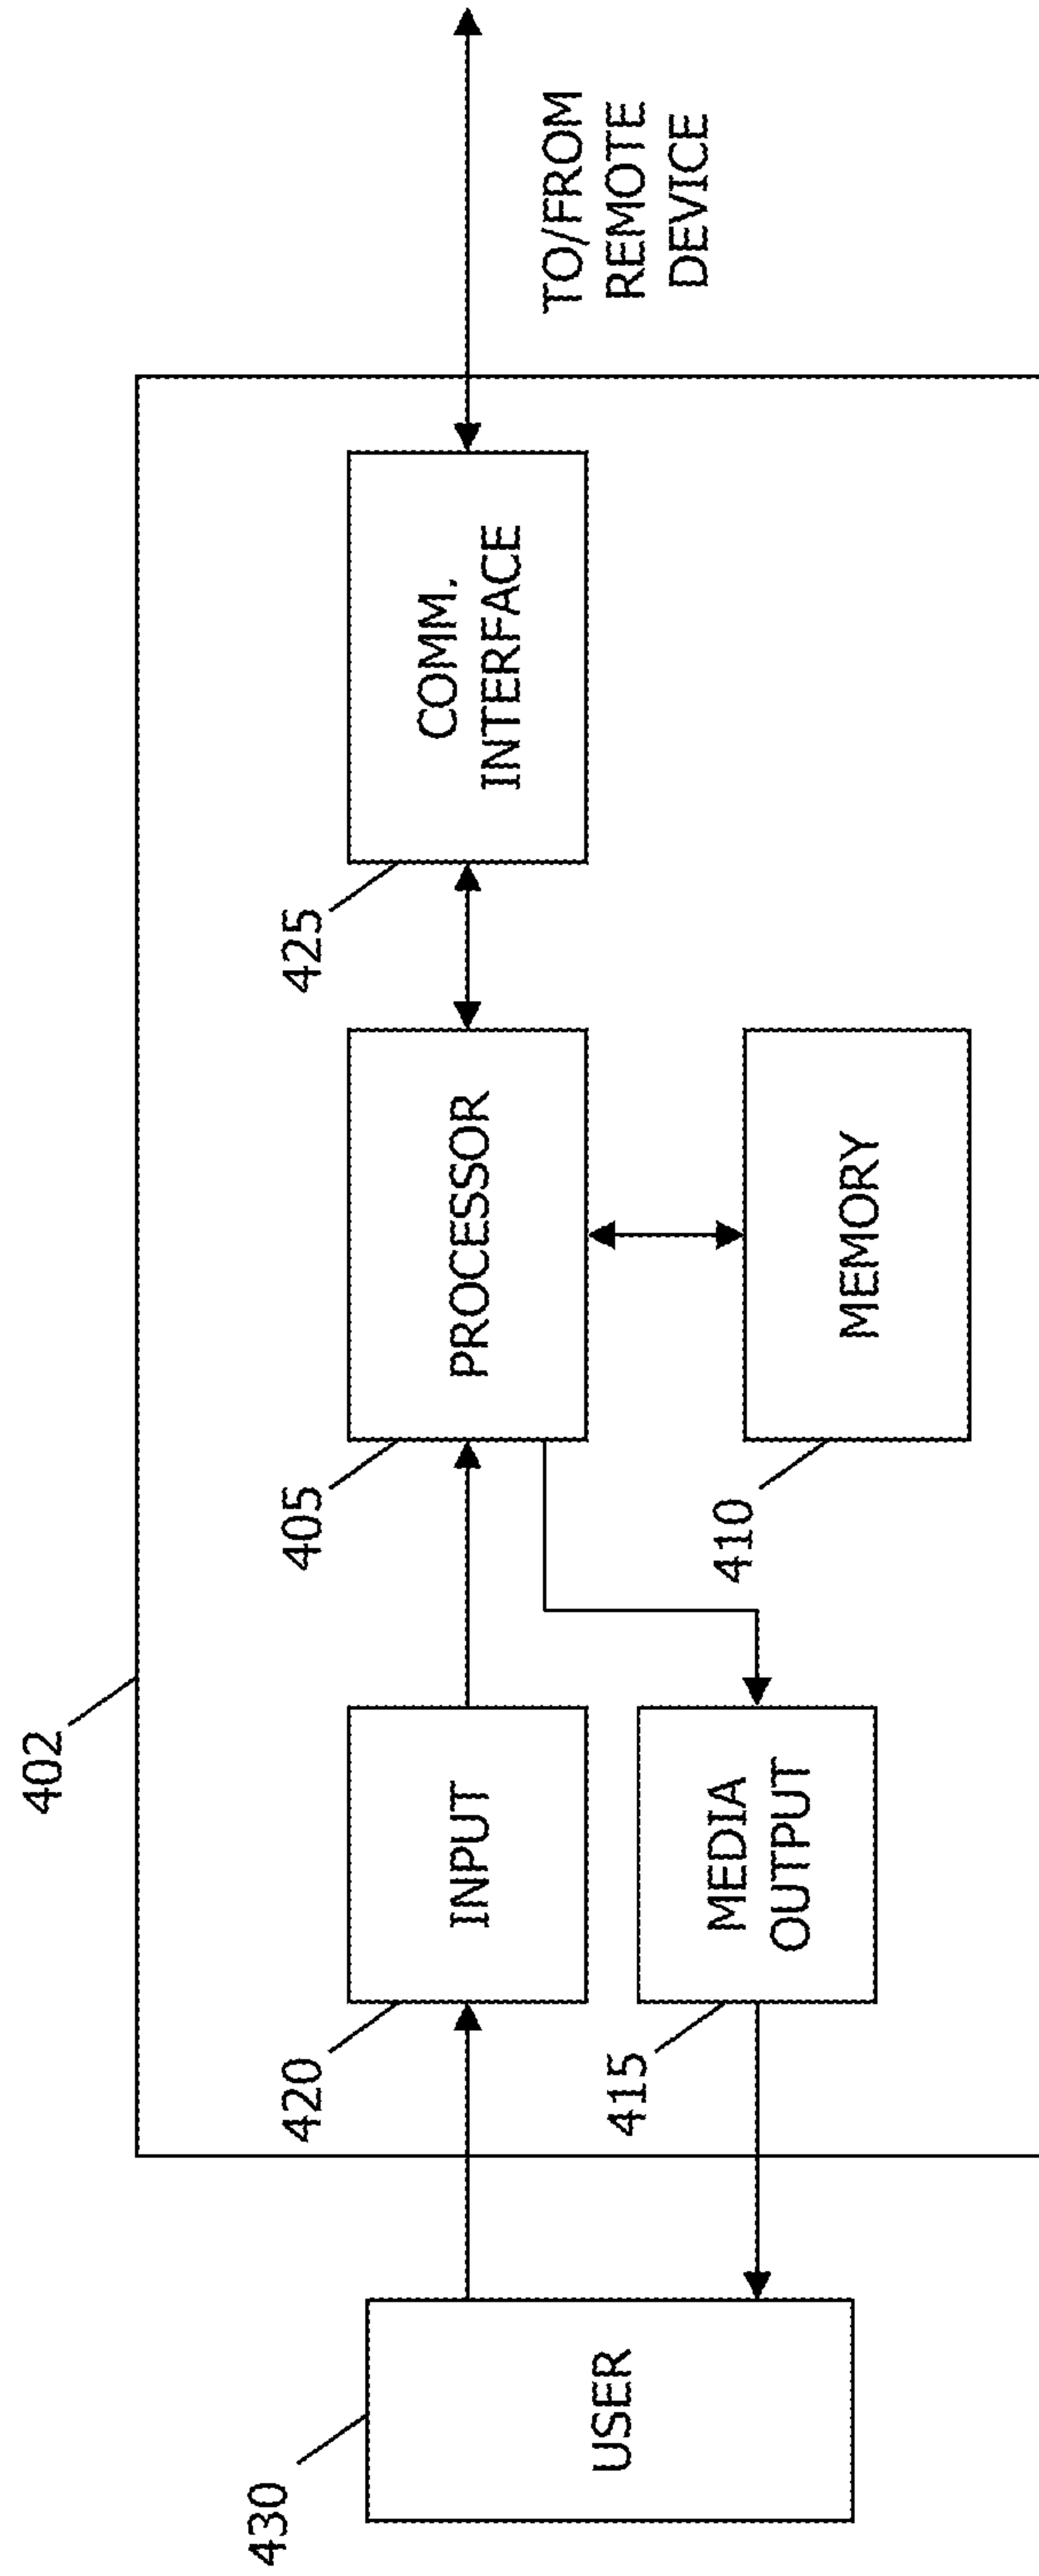 402
430
USER
420
INPUT
415
MEDIA
OUTPUT
405
PROCESSOR
410
MEMORY
425
COMM.
INTERFACE
TO/FROM
REMOTE
DEVICE